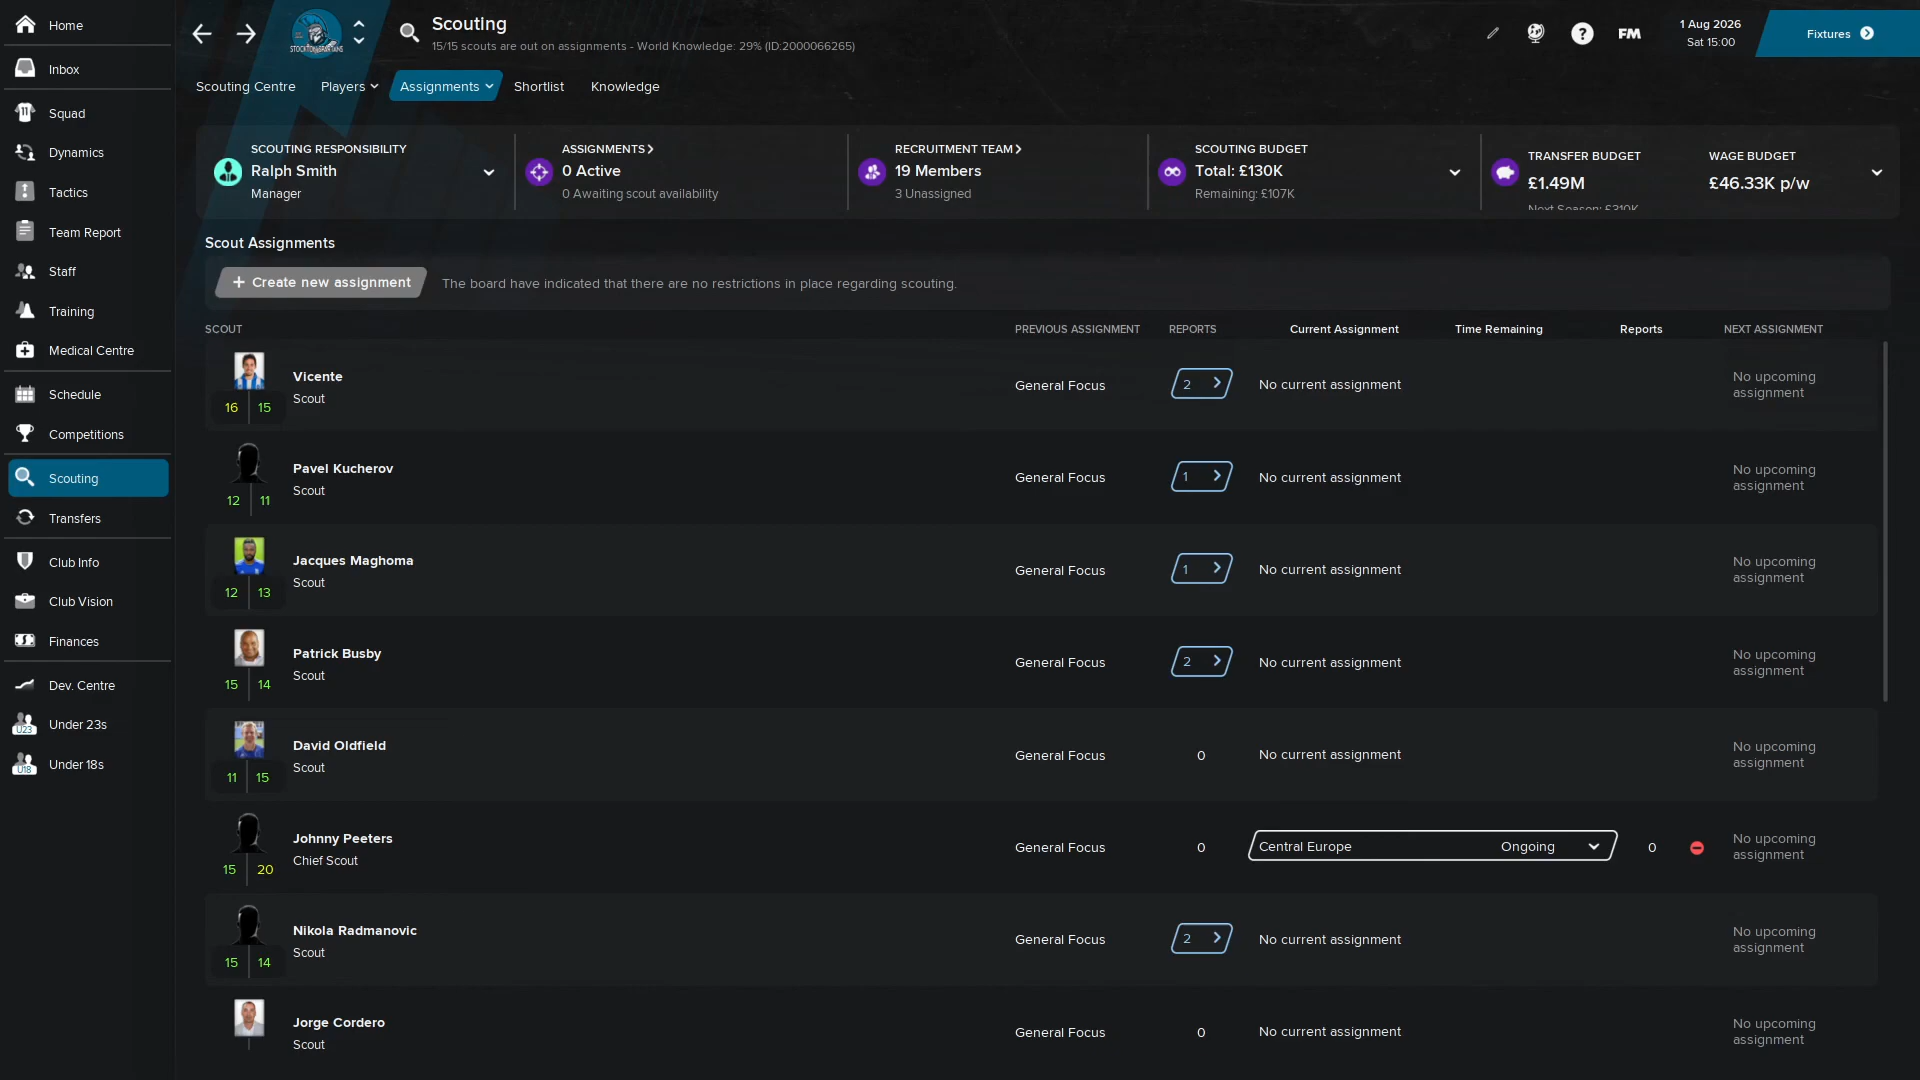 Home
Inbox
Squad
Dynamics
Tactics
Team Report
Staff
Training
Medical Centre
Schedule
Competitions
Scouting
Transfers
Club Info
Club Vision
Finances
Dev. Centre
U23
Under 23s
U18
Under 18s
STOCKTON SPARTANS
Scouting
15/15 scouts are out on assignments - World Knowledge: 29% (ID:2000066265)
?
FM
1 Aug 2026
Sat 15:00
Fixtures
Scouting Centre
Players
Assignments
Shortlist
Knowledge
SCOUTING RESPONSIBILITY
Ralph Smith
Manager
ASSIGNMENTS
0 Active
0 Awaiting scout availability
RECRUITMENT TEAM
19 Members
3 Unassigned
SCOUTING BUDGET
Total: £130K
Remaining: £107K
TRANSFER BUDGET
£1.49M
Next Season: £310K
WAGE BUDGET
£46.33K p/w
Scout Assignments
+ Create new assignment
The board have indicated that there are no restrictions in place regarding scouting.
SCOUT PREVIOUS ASSIGNMENT REPORTS Current Assignment Time Remaining Reports NEXT ASSIGNMENT
Vicente
Scout
16 15
General Focus
2
No current assignment
No upcoming
assignment
Pavel Kucherov
Scout
12 11
General Focus
1
No current assignment
No upcoming
assignment
Jacques Maghoma
Scout
12 13
General Focus
1
No current assignment
No upcoming
assignment
Patrick Busby
Scout
15 14
General Focus
2
No current assignment
No upcoming
assignment
David Oldfield
Scout
11 15
General Focus
0
No current assignment
No upcoming
assignment
Johnny Peeters
Chief Scout
15 20
General Focus
0
Central Europe Ongoing
0
No upcoming
assignment
Nikola Radmanovic
Scout
15 14
General Focus
2
No current assignment
No upcoming
assignment
Jorge Cordero
Scout
General Focus
0
No current assignment
No upcoming
assignment